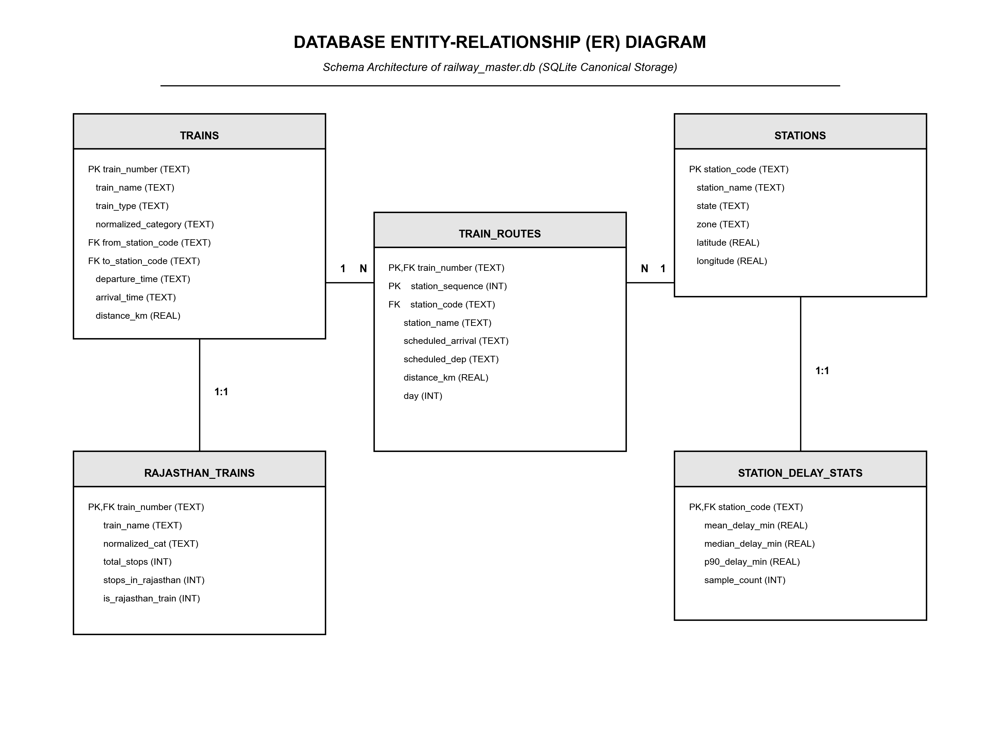 DATABASE ENTITY-RELATIONSHIP (ER) DIAGRAM
Schema Architecture of railway_master.db (SQLite Canonical Storage)
TRAINS
PK train_number (TEXT)
train_name (TEXT)
train_type (TEXT)
normalized_category (TEXT)
FK from_station_code (TEXT)
FK to_station_code (TEXT)
departure_time (TEXT)
arrival_time (TEXT)
distance_km (REAL)
1 N
TRAIN_ROUTES
PK,FK train_number (TEXT)
PK station_sequence (INT)
FK station_code (TEXT)
station_name (TEXT)
scheduled_arrival (TEXT)
scheduled_dep (TEXT)
distance_km (REAL)
day (INT)
N 1
STATIONS
PK station_code (TEXT)
station_name (TEXT)
state (TEXT)
zone (TEXT)
latitude (REAL)
longitude (REAL)
1:1
1:1
RAJASTHAN_TRAINS
PK,FK train_number (TEXT)
train_name (TEXT)
normalized_cat (TEXT)
total_stops (INT)
stops_in_rajasthan (INT)
is_rajasthan_train (INT)
STATION_DELAY_STATS
PK,FK station_code (TEXT)
mean_delay_min (REAL)
median_delay_min (REAL)
p90_delay_min (REAL)
sample_count (INT)